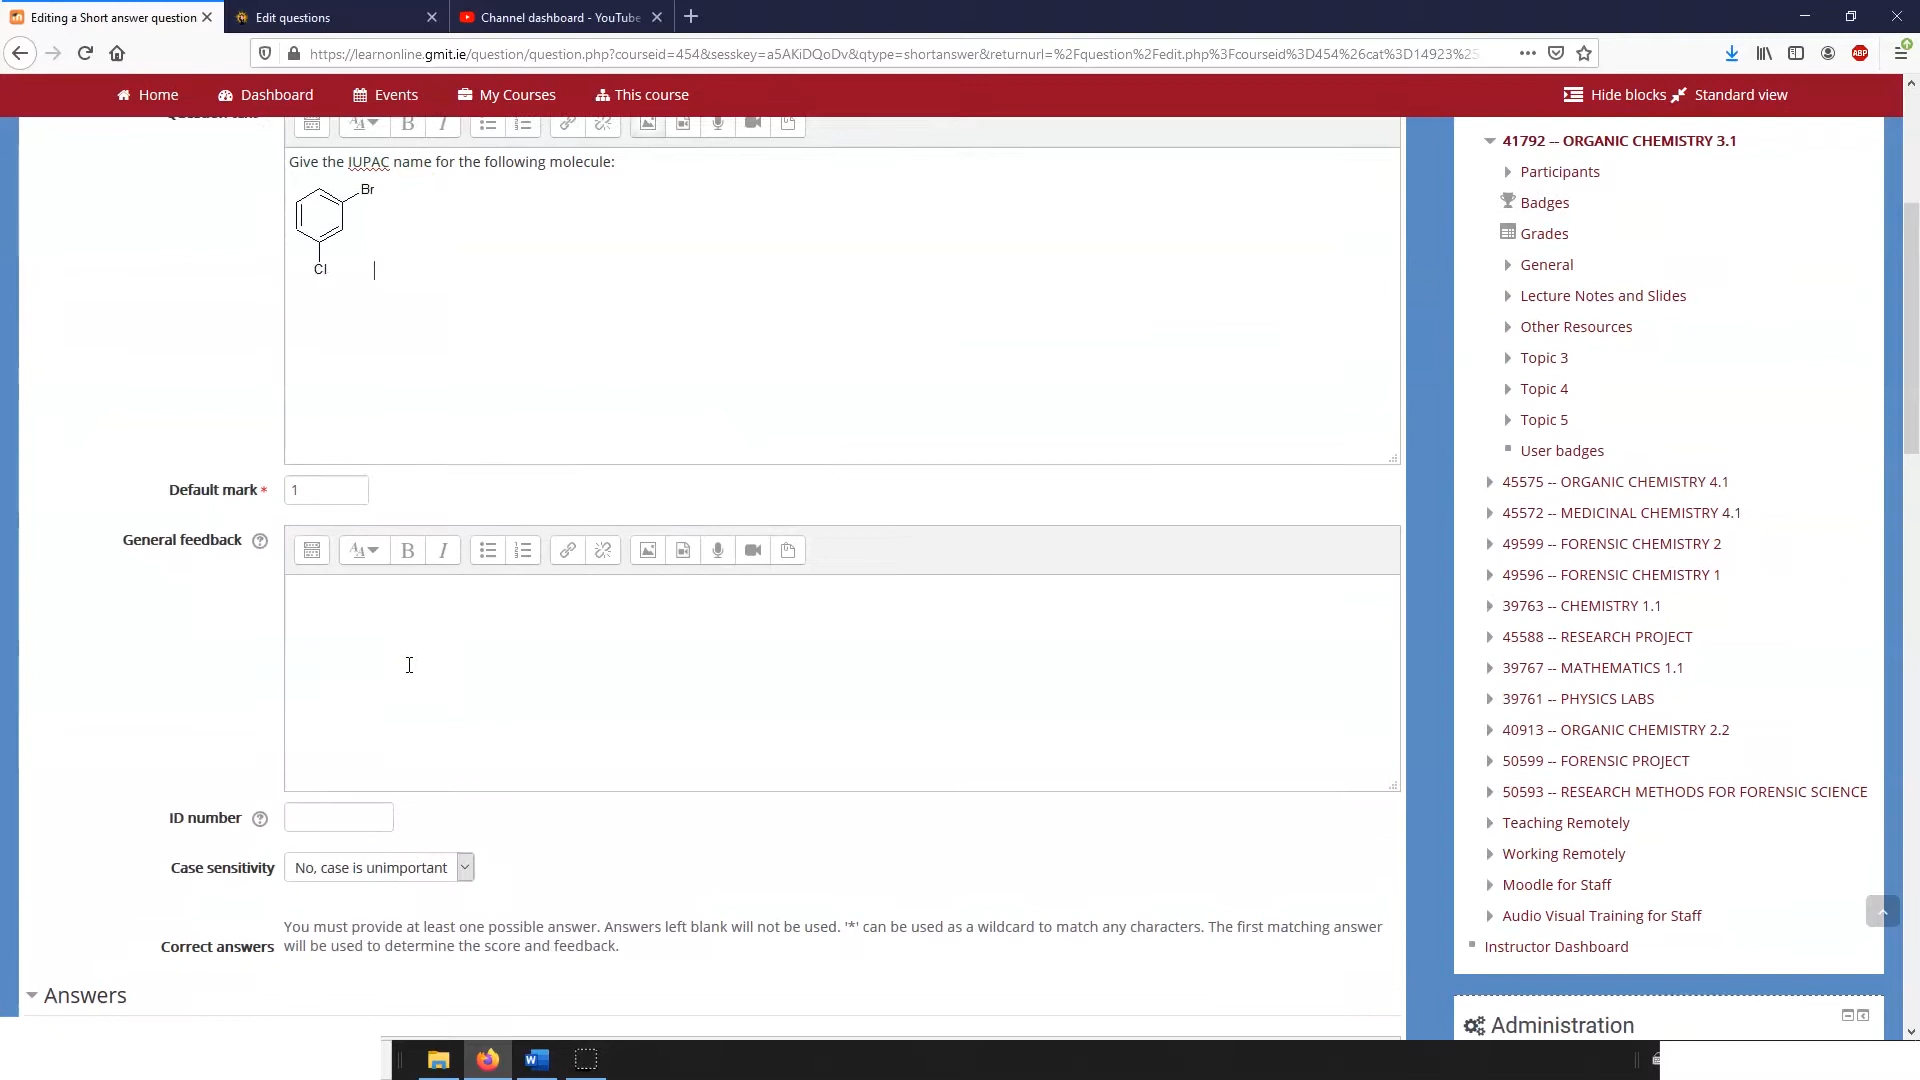 Editing a Short answer question
Edit questions
Channel dashboard - YouTube
https://learnonline.gmit.ie/question/question.php?courseid=454&sesskey=a5AKiDQoDv&qtype=shortanswer&returnurl=%2Fquestion%2Fedit.php%3Fcourseid%3D454%26cat%3D14923%25
ABP
Home
Dashboard
Events
My Courses
This course
Hide blocks
Standard view
Give the IUPAC name for the following molecule:
Br
Cl
Default mark *
1
General feedback
ID number
Case sensitivity
No, case is unimportant
Correct answers
You must provide at least one possible answer. Answers left blank will not be used. '*' can be used as a wildcard to match any characters. The first matching answer
will be used to determine the score and feedback.
Answers
41792 -- ORGANIC CHEMISTRY 3.1
Participants
Badges
Grades
General
Lecture Notes and Slides
Other Resources
Topic 3
Topic 4
Topic 5
User badges
45575 -- ORGANIC CHEMISTRY 4.1
45572 -- MEDICINAL CHEMISTRY 4.1
49599 -- FORENSIC CHEMISTRY 2
49596 -- FORENSIC CHEMISTRY 1
39763 -- CHEMISTRY 1.1
45588 -- RESEARCH PROJECT
39767 -- MATHEMATICS 1.1
39761 -- PHYSICS LABS
40913 -- ORGANIC CHEMISTRY 2.2
50599 -- FORENSIC PROJECT
50593 -- RESEARCH METHODS FOR FORENSIC SCIENCE
Teaching Remotely
Working Remotely
Moodle for Staff
Audio Visual Training for Staff
Instructor Dashboard
Administration